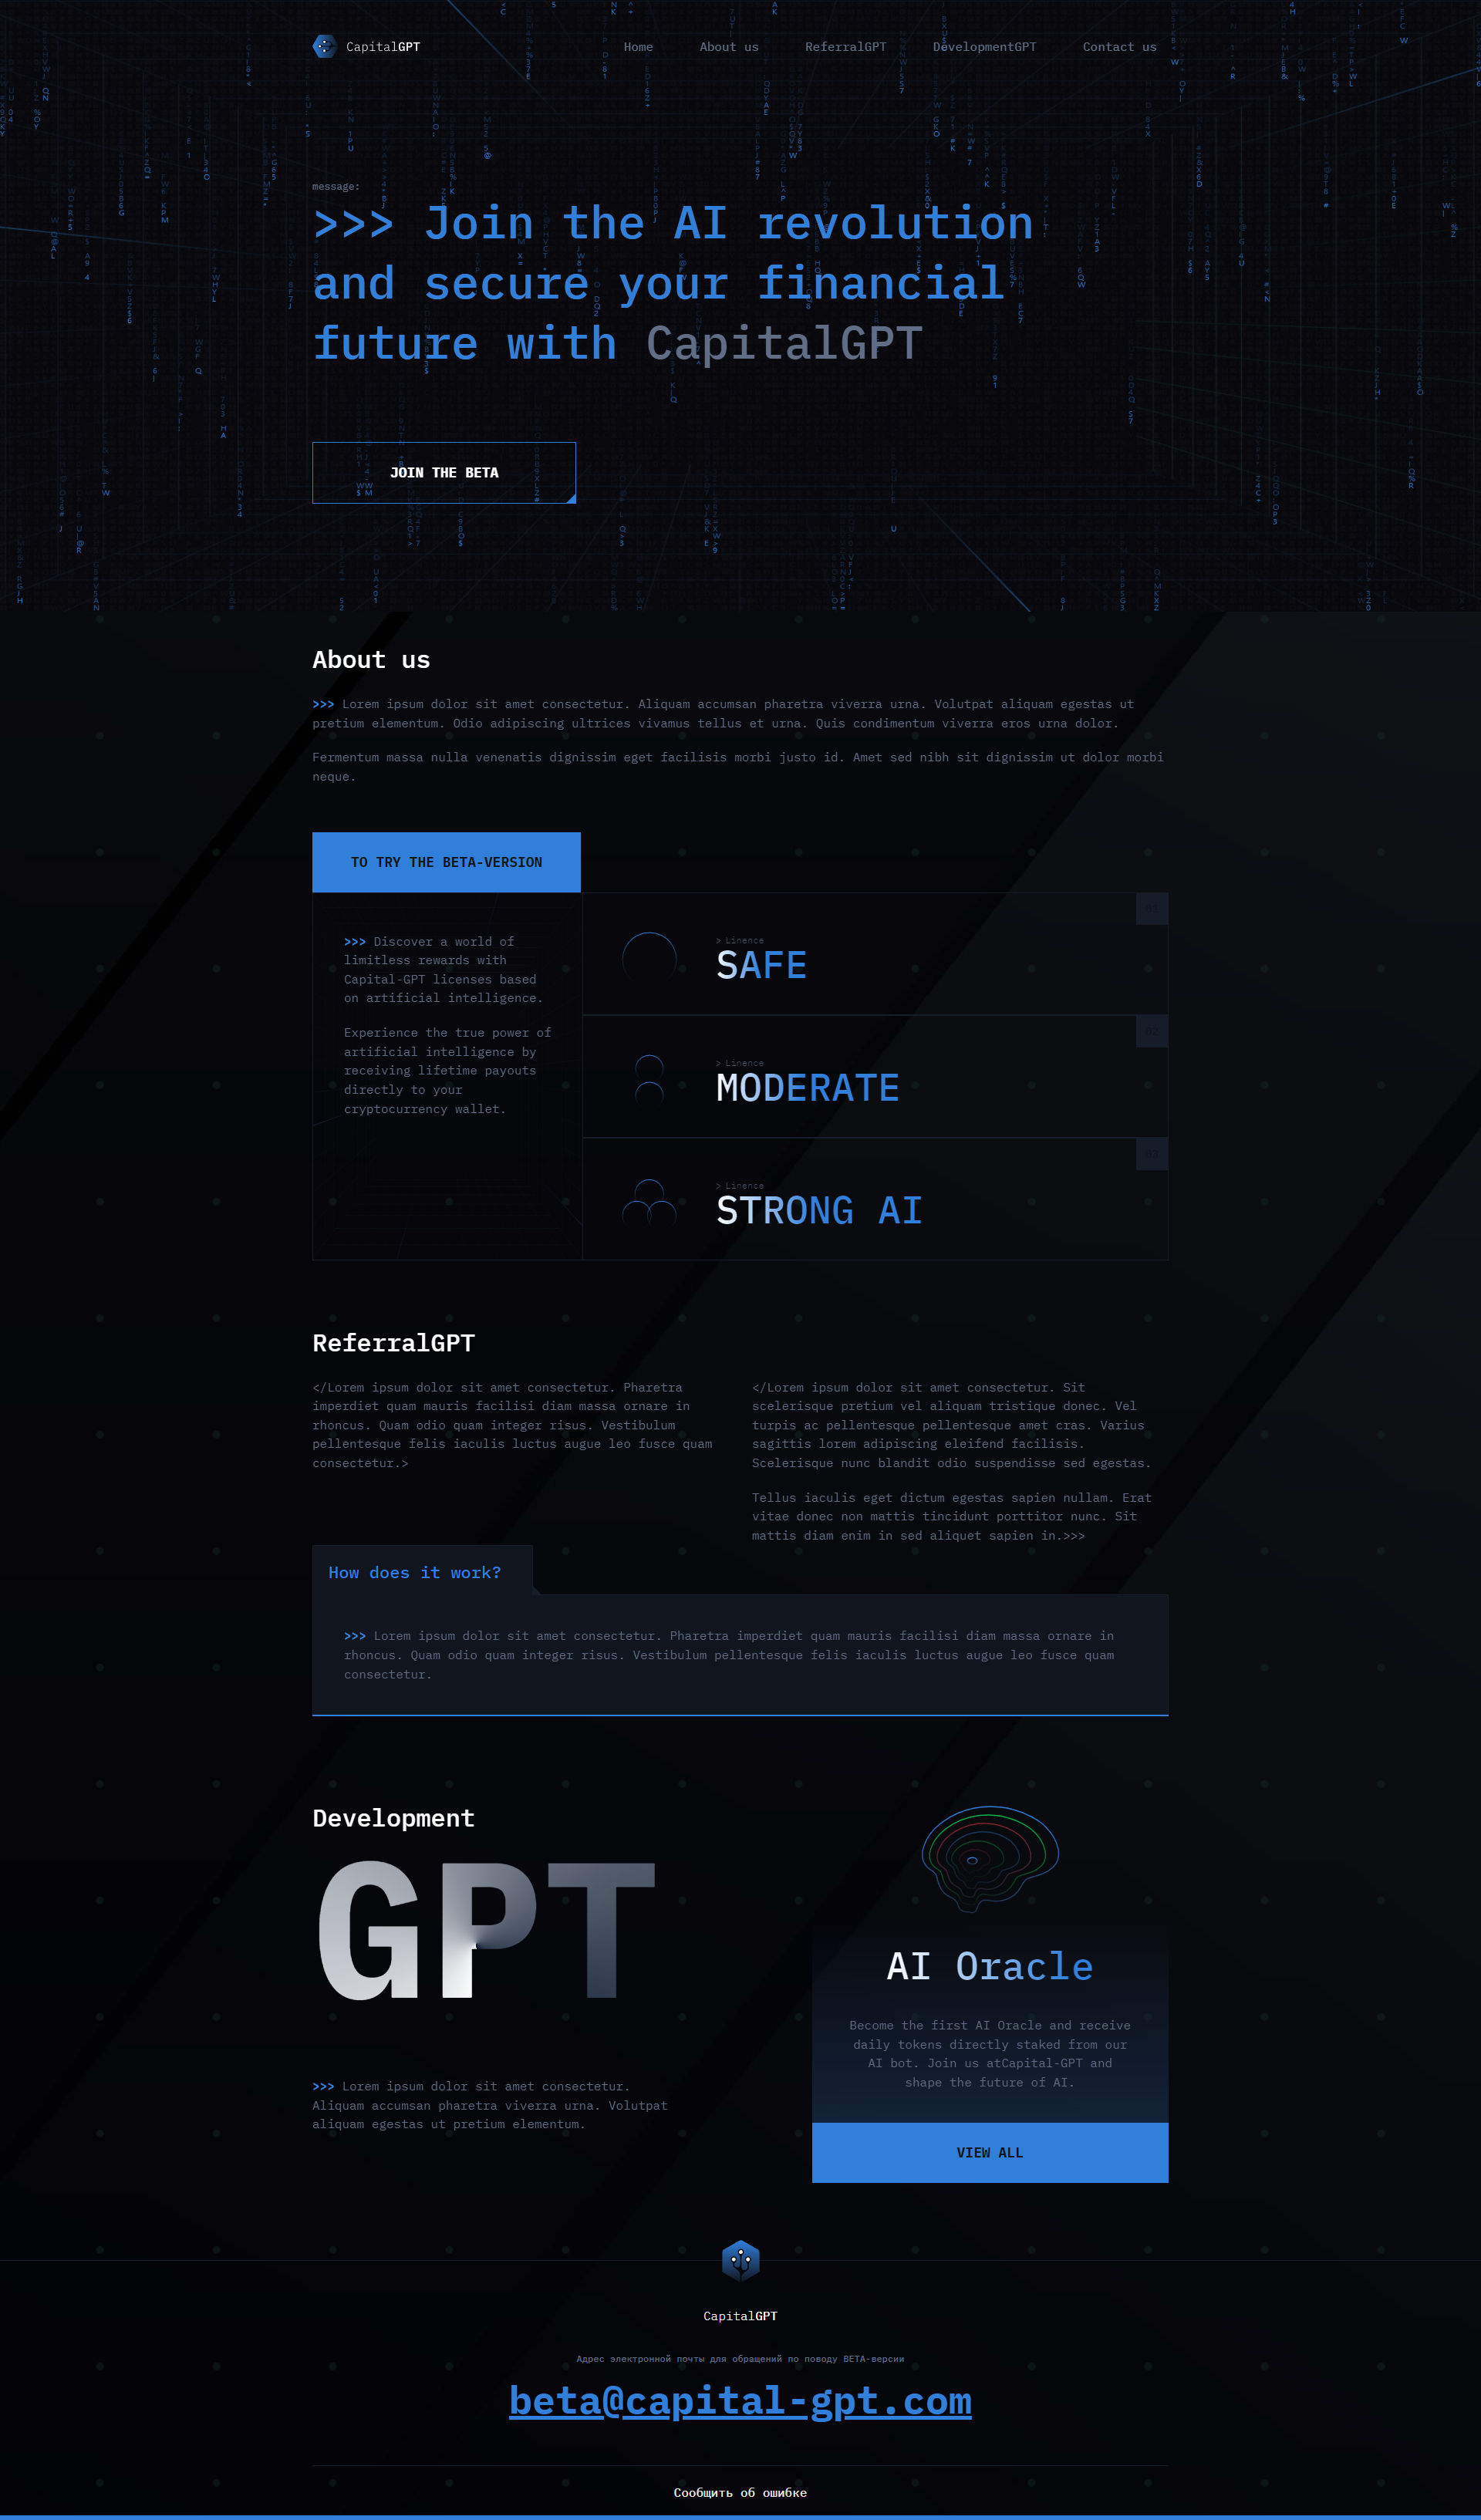 CapitalGPT
Home
About us
ReferralGPT
DevelopmentGPT
Contact us
message:
>>> Join the AI revolution
and secure your financial
future with CapitalGPT
JOIN THE BETA
About us
>>> Lorem ipsum dolor sit amet consectetur. Aliquam accumsan pharetra viverra urna. Volutpat aliquam egestas ut
pretium elementum. Odio adipiscing ultrices vivamus tellus et urna. Quis condimentum viverra eros urna dolor.
Fermentum massa nulla venenatis dignissim eget facilisis morbi justo id. Amet sed nibh sit dignissim ut dolor morbi
neque.
TO TRY THE BETA-VERSION
>>> Discover a world of
limitless rewards with
Capital-GPT licenses based
on artificial intelligence.
Experience the true power of
artificial intelligence by
receiving lifetime payouts
directly to your
cryptocurrency wallet.
01
> Linence
SAFE
02
> Linence
MODERATE
03
> Linence
STRONG AI
ReferralGPT
</Lorem ipsum dolor sit amet consectetur. Pharetra
imperdiet quam mauris facilisi diam massa ornare in
rhoncus. Quam odio quam integer risus. Vestibulum
pellentesque felis iaculis luctus augue leo fusce quam
consectetur.>
</Lorem ipsum dolor sit amet consectetur. Sit
scelerisque pretium vel aliquam tristique donec. Vel
turpis ac pellentesque pellentesque amet cras. Varius
sagittis lorem adipiscing eleifend facilisis.
Scelerisque nunc blandit odio suspendisse sed egestas.
Tellus iaculis eget dictum egestas sapien nullam. Erat
vitae donec non mattis tincidunt porttitor nunc. Sit
mattis diam enim in sed aliquet sapien in.>>>
How does it work?
>>> Lorem ipsum dolor sit amet consectetur. Pharetra imperdiet quam mauris facilisi diam massa ornare in
rhoncus. Quam odio quam integer risus. Vestibulum pellentesque felis iaculis luctus augue leo fusce quam
consectetur.
Development
GPT
>>> Lorem ipsum dolor sit amet consectetur.
Aliquam accumsan pharetra viverra urna. Volutpat
aliquam egestas ut pretium elementum.
AI Oracle
Become the first AI Oracle and receive
daily tokens directly staked from our
AI bot. Join us atCapital-GPT and
shape the future of AI.
VIEW ALL
CapitalGPT
Адрес электронной почты для обращений по поводу BETA-версии
beta@capital-gpt.com
Сообщить об ошибке